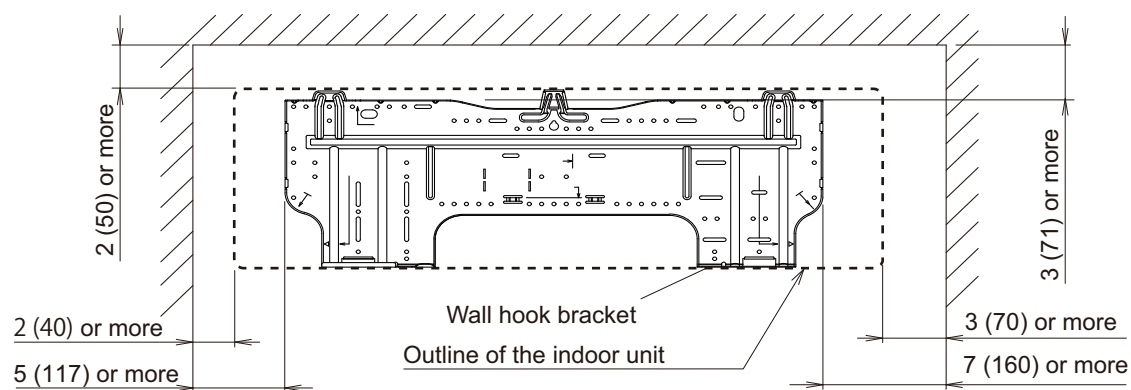 2 (50) or more
3 (71) or more
Wall hook bracket
2 (40) or more
3 (70) or more
Outline of the indoor unit
5 (117) or more
7 (160) or more